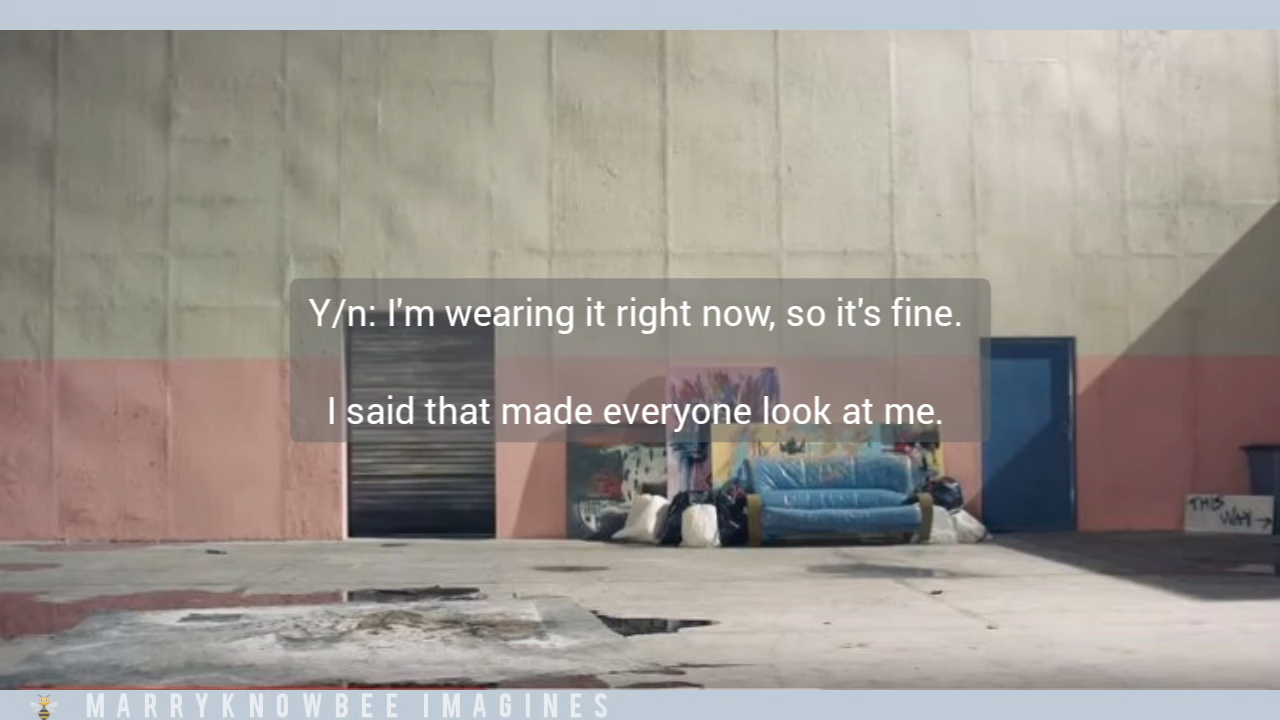 Y/n: I'm wearing it right now, so it's fine.
I said that made everyone look at me.
THIS
WAY →
MARRYKNOWBEE IMAGINES